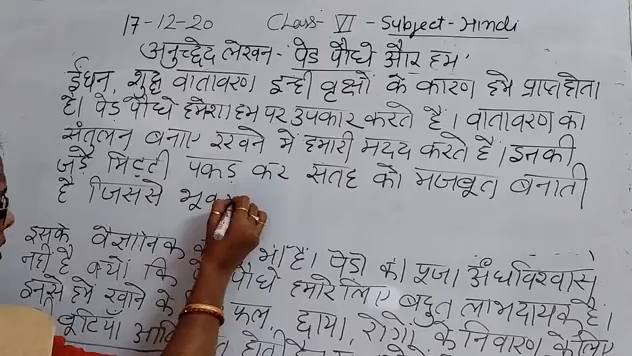 17-12-20 Class- VI - Subject - Hindi
अनुच्छेद लेखन - 'पेड पौधे और हम'
ईंधन, शुद्ध वातावरण इन्ही वृक्षों के कारण हमे प्राप्त होता
है। पेड पौधे हमेशा हम पर उपकार करते हैं। वातावरण का
संतुलन बनाए रखने में हमारी मदद करते हैं। इनकी
जड़े मिट्टी पकड कर सतह को मजबूत बनाती
है जिससे भूक
इसके वैज्ञानिक भी हैं। पेडो की पूजा अंधविश्वास
नही है क्यों कि पौधे हमारे लिए बहुत लाभदायक है।
इनसे हमे खाने के फल, छाया, रोगों के निवारण के लिए
बूटियाँ होती